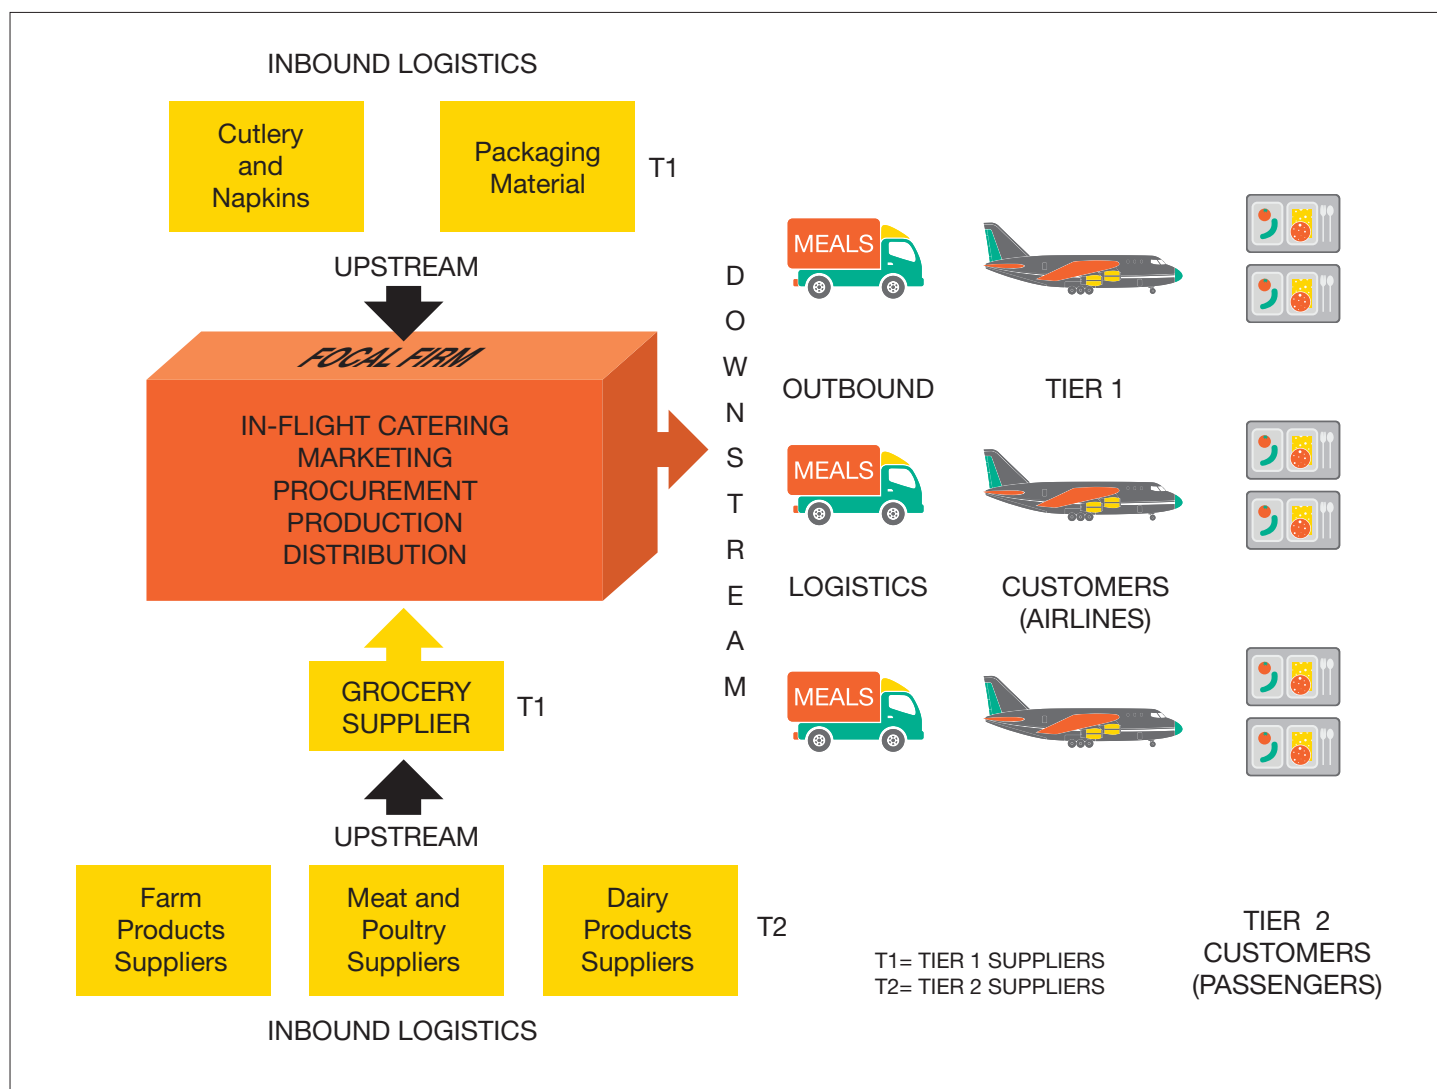 INBOUND LOGISTICS
Cutlery
and
Napkins
Packaging
Material
T1
UPSTREAM
FOCAL FIRM
IN-FLIGHT CATERING
MARKETING
PROCUREMENT
PRODUCTION
DISTRIBUTION
GROCERY
SUPPLIER
T1
UPSTREAM
Farm
Products
Suppliers
Meat and
Poultry
Suppliers
Dairy
Products
Suppliers
T2
INBOUND LOGISTICS
D
O
W
N
S
T
R
E
A
M
MEALS
OUTBOUND
TIER 1
MEALS
LOGISTICS
CUSTOMERS
(AIRLINES)
MEALS
T1= TIER 1 SUPPLIERS
T2= TIER 2 SUPPLIERS
TIER 2
CUSTOMERS
(PASSENGERS)